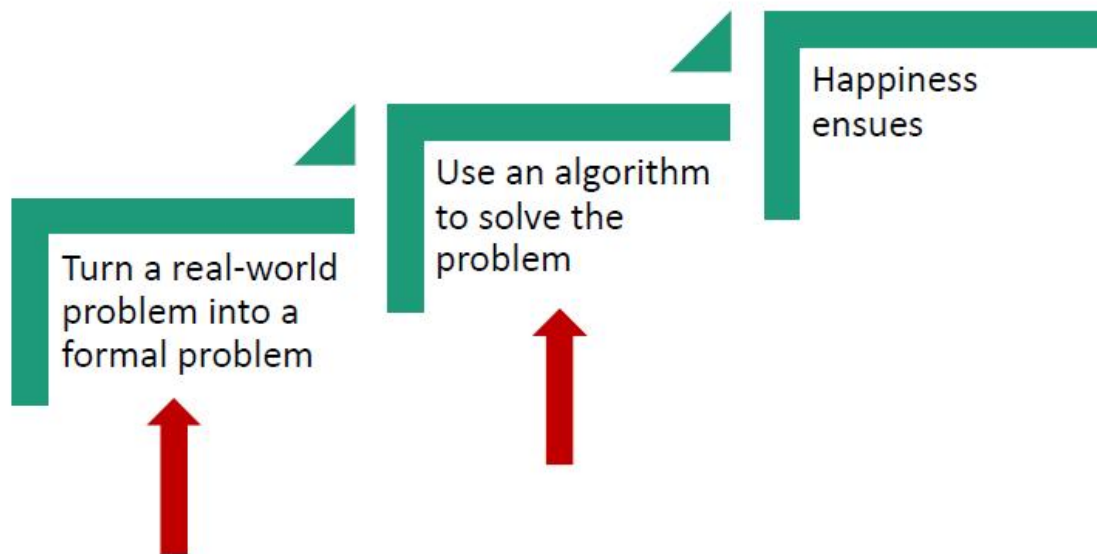 Turn a real-world
problem into a
formal problem
Use an algorithm
to solve the
problem
Happiness
ensues